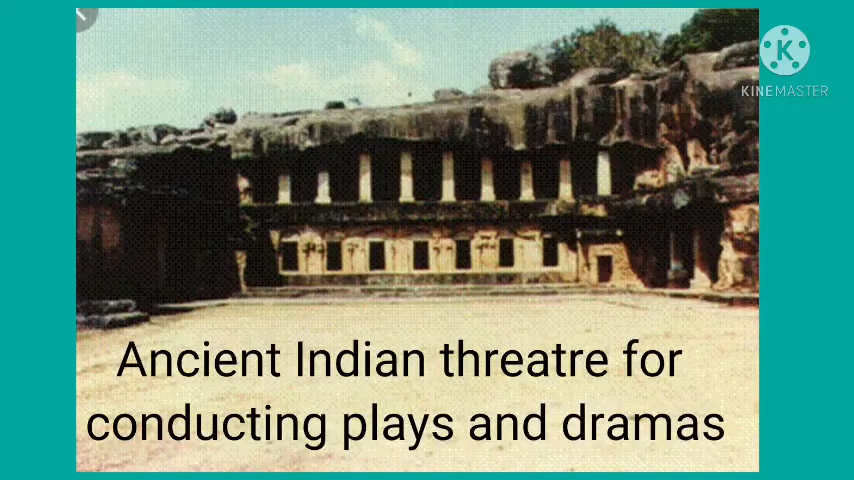 K
KINEMASTER
Ancient Indian threatre for
conducting plays and dramas